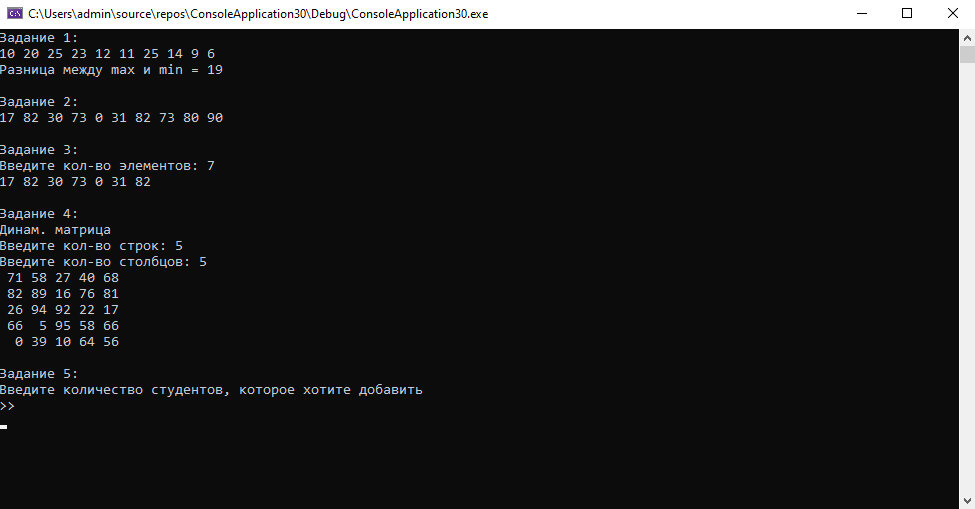 C:\Users\admin\source\repos\ConsoleApplication30\Debug\ConsoleApplication30.exe
Задание 1:
10 20 25 23 12 11 25 14 9 6
Разница между max и min = 19
Задание 2:
17 82 30 73 0 31 82 73 80 90
Задание 3:
Введите кол-во элементов: 7
17 82 30 73 0 31 82
Задание 4:
Динам. матрица
Введите кол-во строк: 5
Введите кол-во столбцов: 5
71 58 27 40 68
82 89 16 76 81
26 94 92 22 17
66  5 95 58 66
0 39 10 64 56
Задание 5:
Введите количество студентов, которое хотите добавить
>>